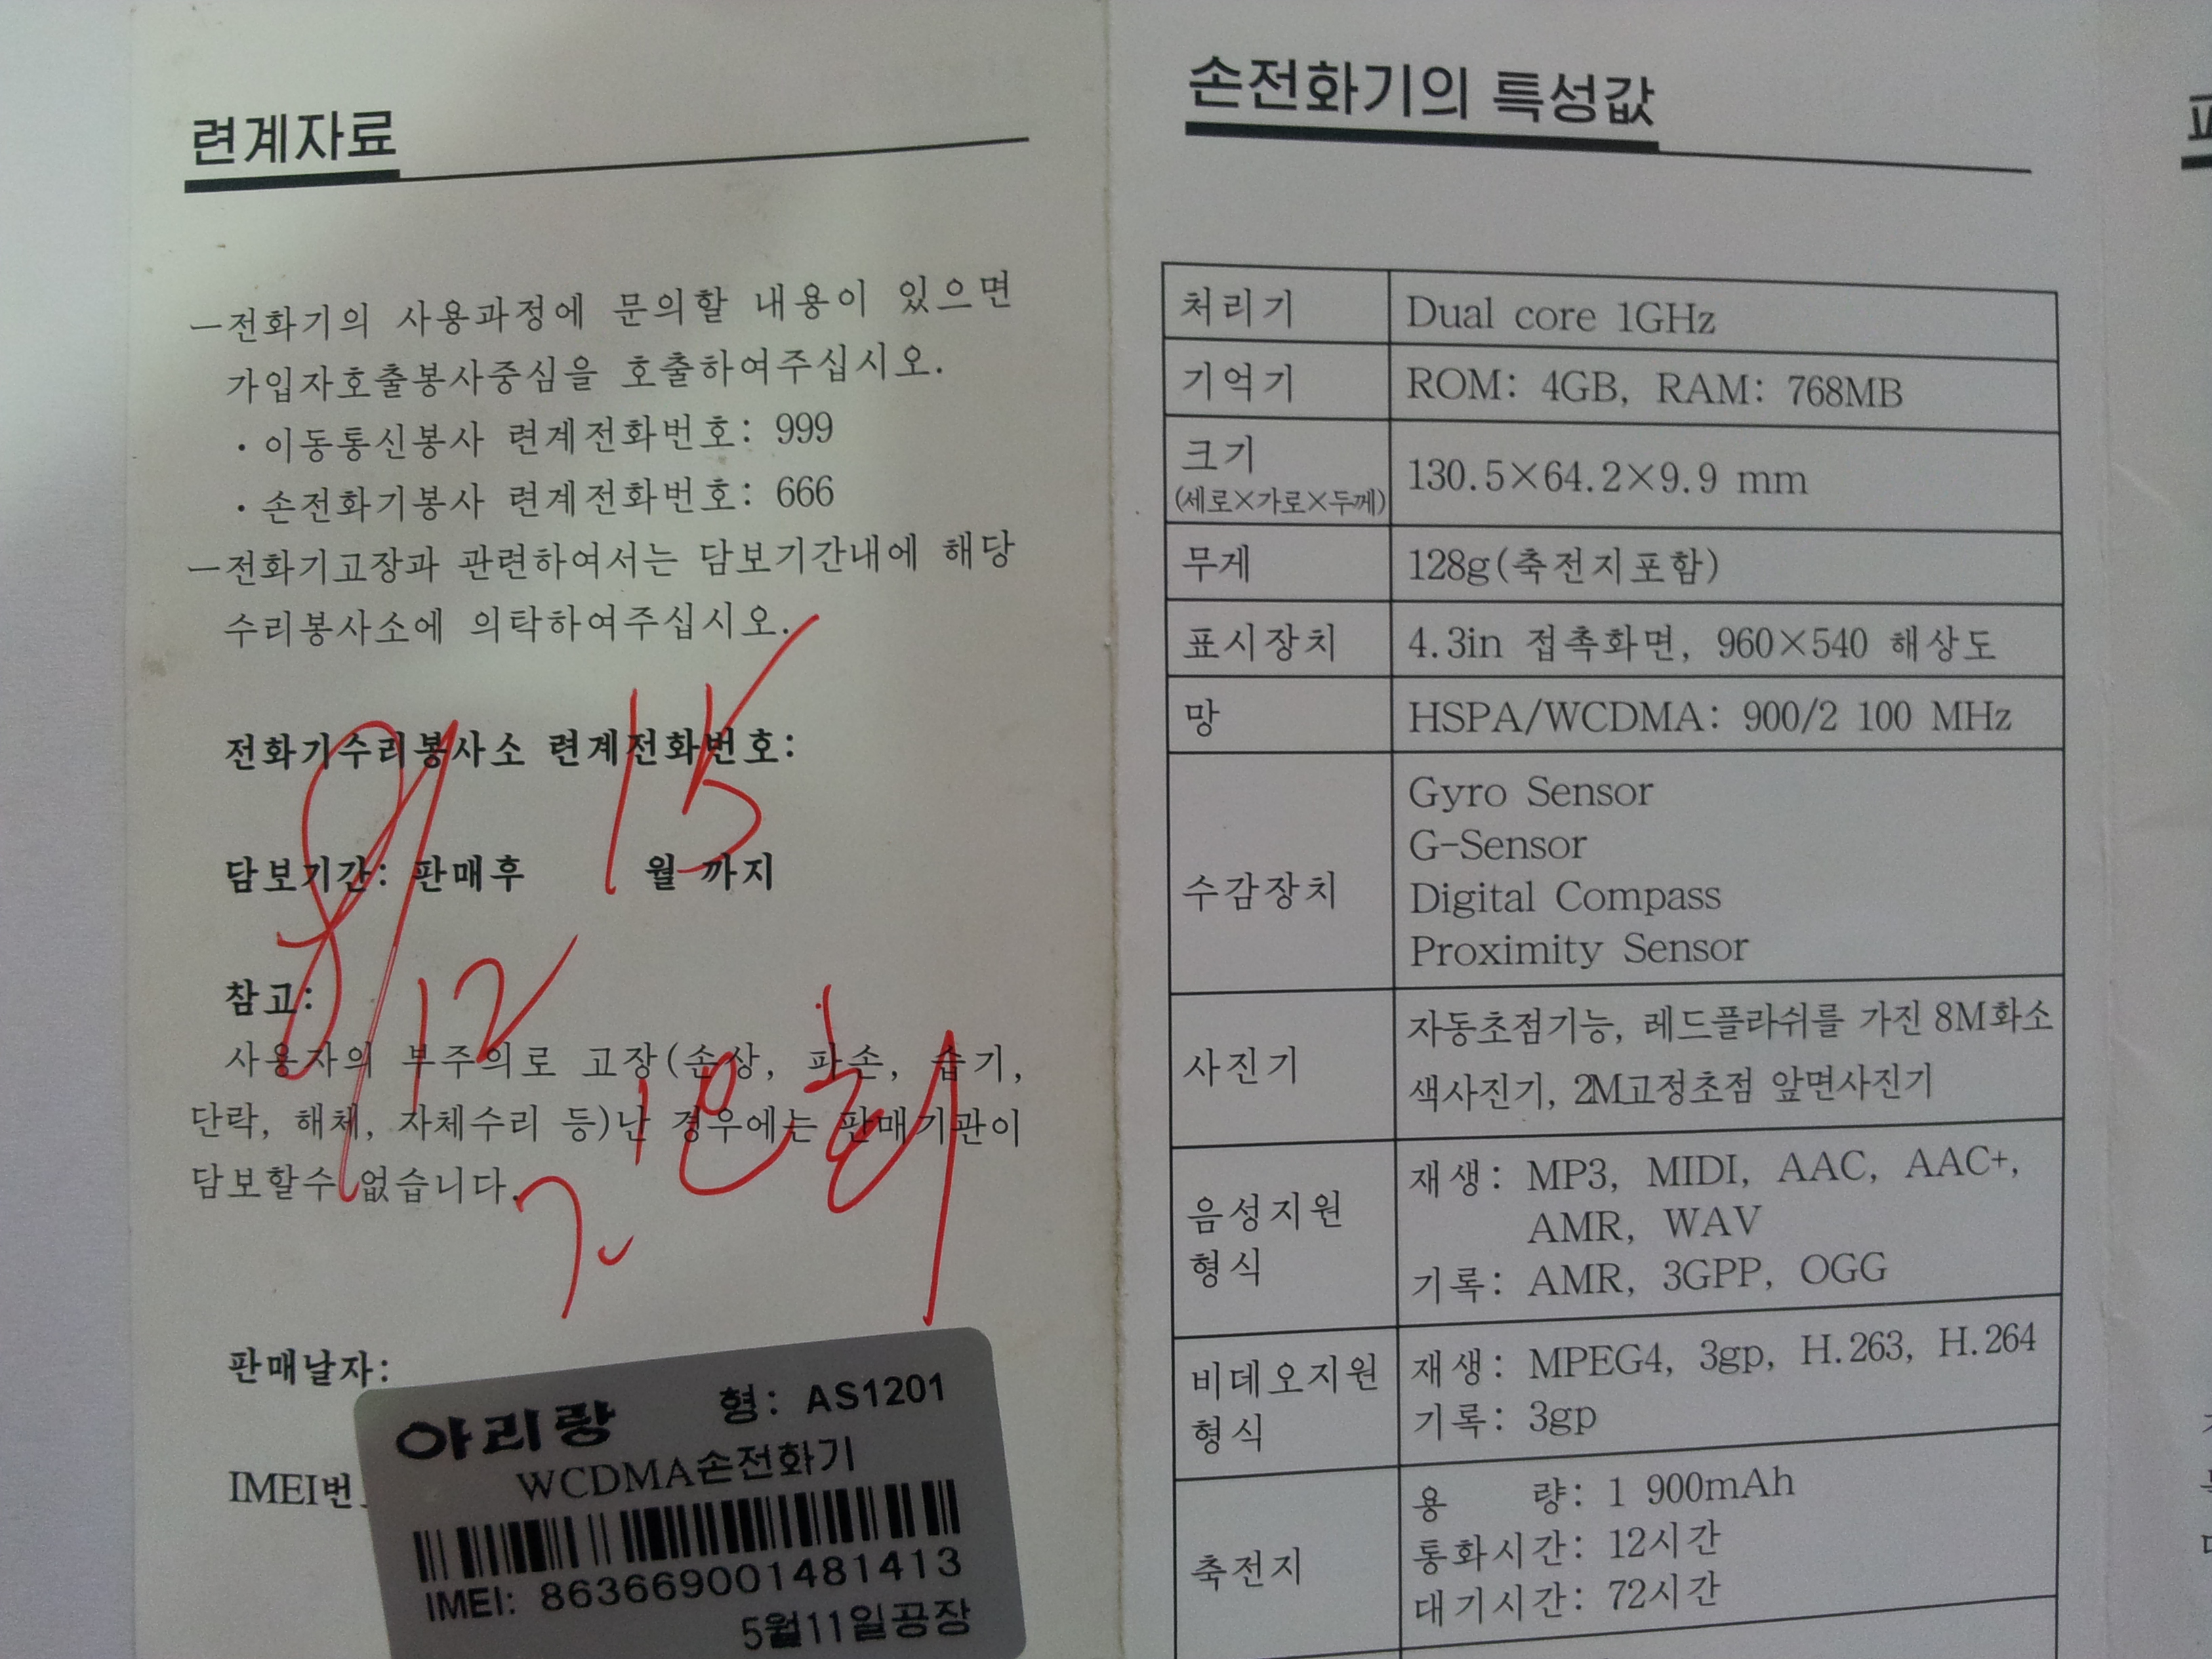 련계자료
—전화기의 사용과정에 문의할 내용이 있으면
가입자호출봉사중심을 호출하여주십시오.
·이동통신봉사 련계전화번호: 999
·손전화기봉사 련계전화번호: 666
—전화기고장과 관련하여서는 담보기간내에 해당
수리봉사소에 의탁하여주십시오.
전화기수리봉사소 련계전화번호:
담보기간: 판매후 월 까지
참고:
사용자의 부주의로 고장(손상, 파손, 습기,
단락, 해체, 자체수리 등)난 경우에는 판매기관이
담보할수 없습니다.
15
12
판매날자:
IMEI번
아리랑 형: AS1201
WCDMA손전화기
IMEI: 863669001481413
5월11일공장
손전화기의 특성값
처리기 Dual core 1GHz
기억기 ROM: 4GB, RAM: 768MB
크기
(세로×가로×두께) 130.5×64.2×9.9 mm
무게 128g(축전지포함)
표시장치 4.3in 접촉화면, 960×540 해상도
망 HSPA/WCDMA: 900/2 100 MHz
수감장치
Gyro Sensor
G-Sensor
Digital Compass
Proximity Sensor
사진기
자동초점기능, 레드플라쉬를 가진 8M화소
색사진기, 2M고정초점 앞면사진기
음성지원
형식
재생: MP3, MIDI, AAC, AAC+,
AMR, WAV
기록: AMR, 3GPP, OGG
비데오지원
형식
재생: MPEG4, 3gp, H.263, H.264
기록: 3gp
축전지
용 량: 1 900mAh
통화시간: 12시간
대기시간: 72시간